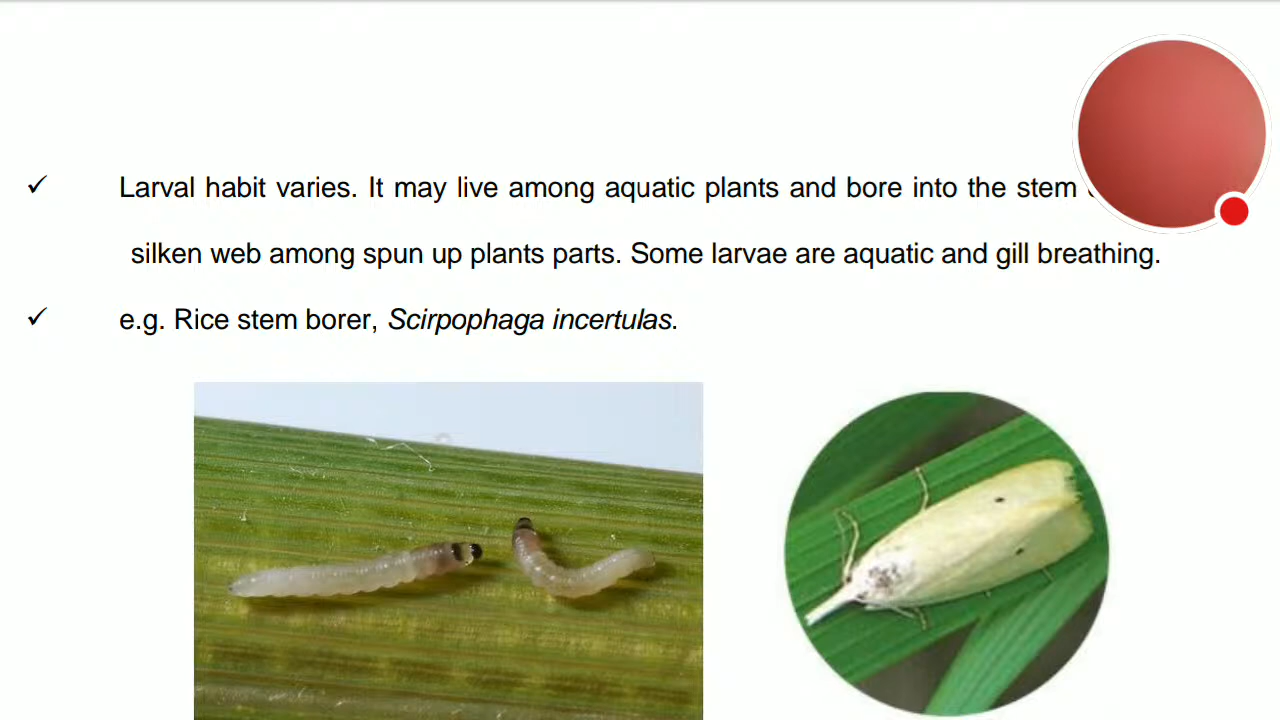 Larval habit varies. It may live among aquatic plants and bore into the stem
silken web among spun up plants parts. Some larvae are aquatic and gill breathing.
e.g. Rice stem borer, Scirpophaga incertulas.